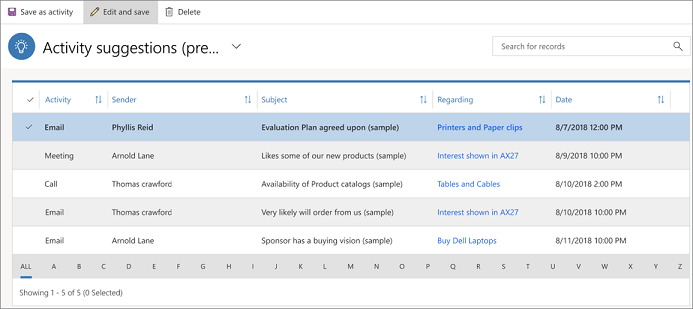 Save as activity Edit and save Delete
Activity suggestions (pre... Search for records
Activity Sender Subject Regarding Date
Email Phyllis Reid Evaluation Plan agreed upon (sample) Printers and Paper clips 8/7/2018 12:00 PM
Meeting Arnold Lane Likes some of our new products (sample) Interest shown in AX27 8/9/2018 10:00 PM
Call Thomas crawford Availability of Product catalogs (sample) Tables and Cables 8/10/2018 2:00 PM
Email Thomas crawford Very likely will order from us (sample) Interest shown in AX27 8/10/2018 10:00 PM
Email Arnold Lane Sponsor has a buying vision (sample) Buy Dell Laptops 8/11/2018 10:00 PM
ALL A B C D E F G H I J K L M N O P Q R S T U V W X Y Z
Showing 1 - 5 of 5 (0 Selected)